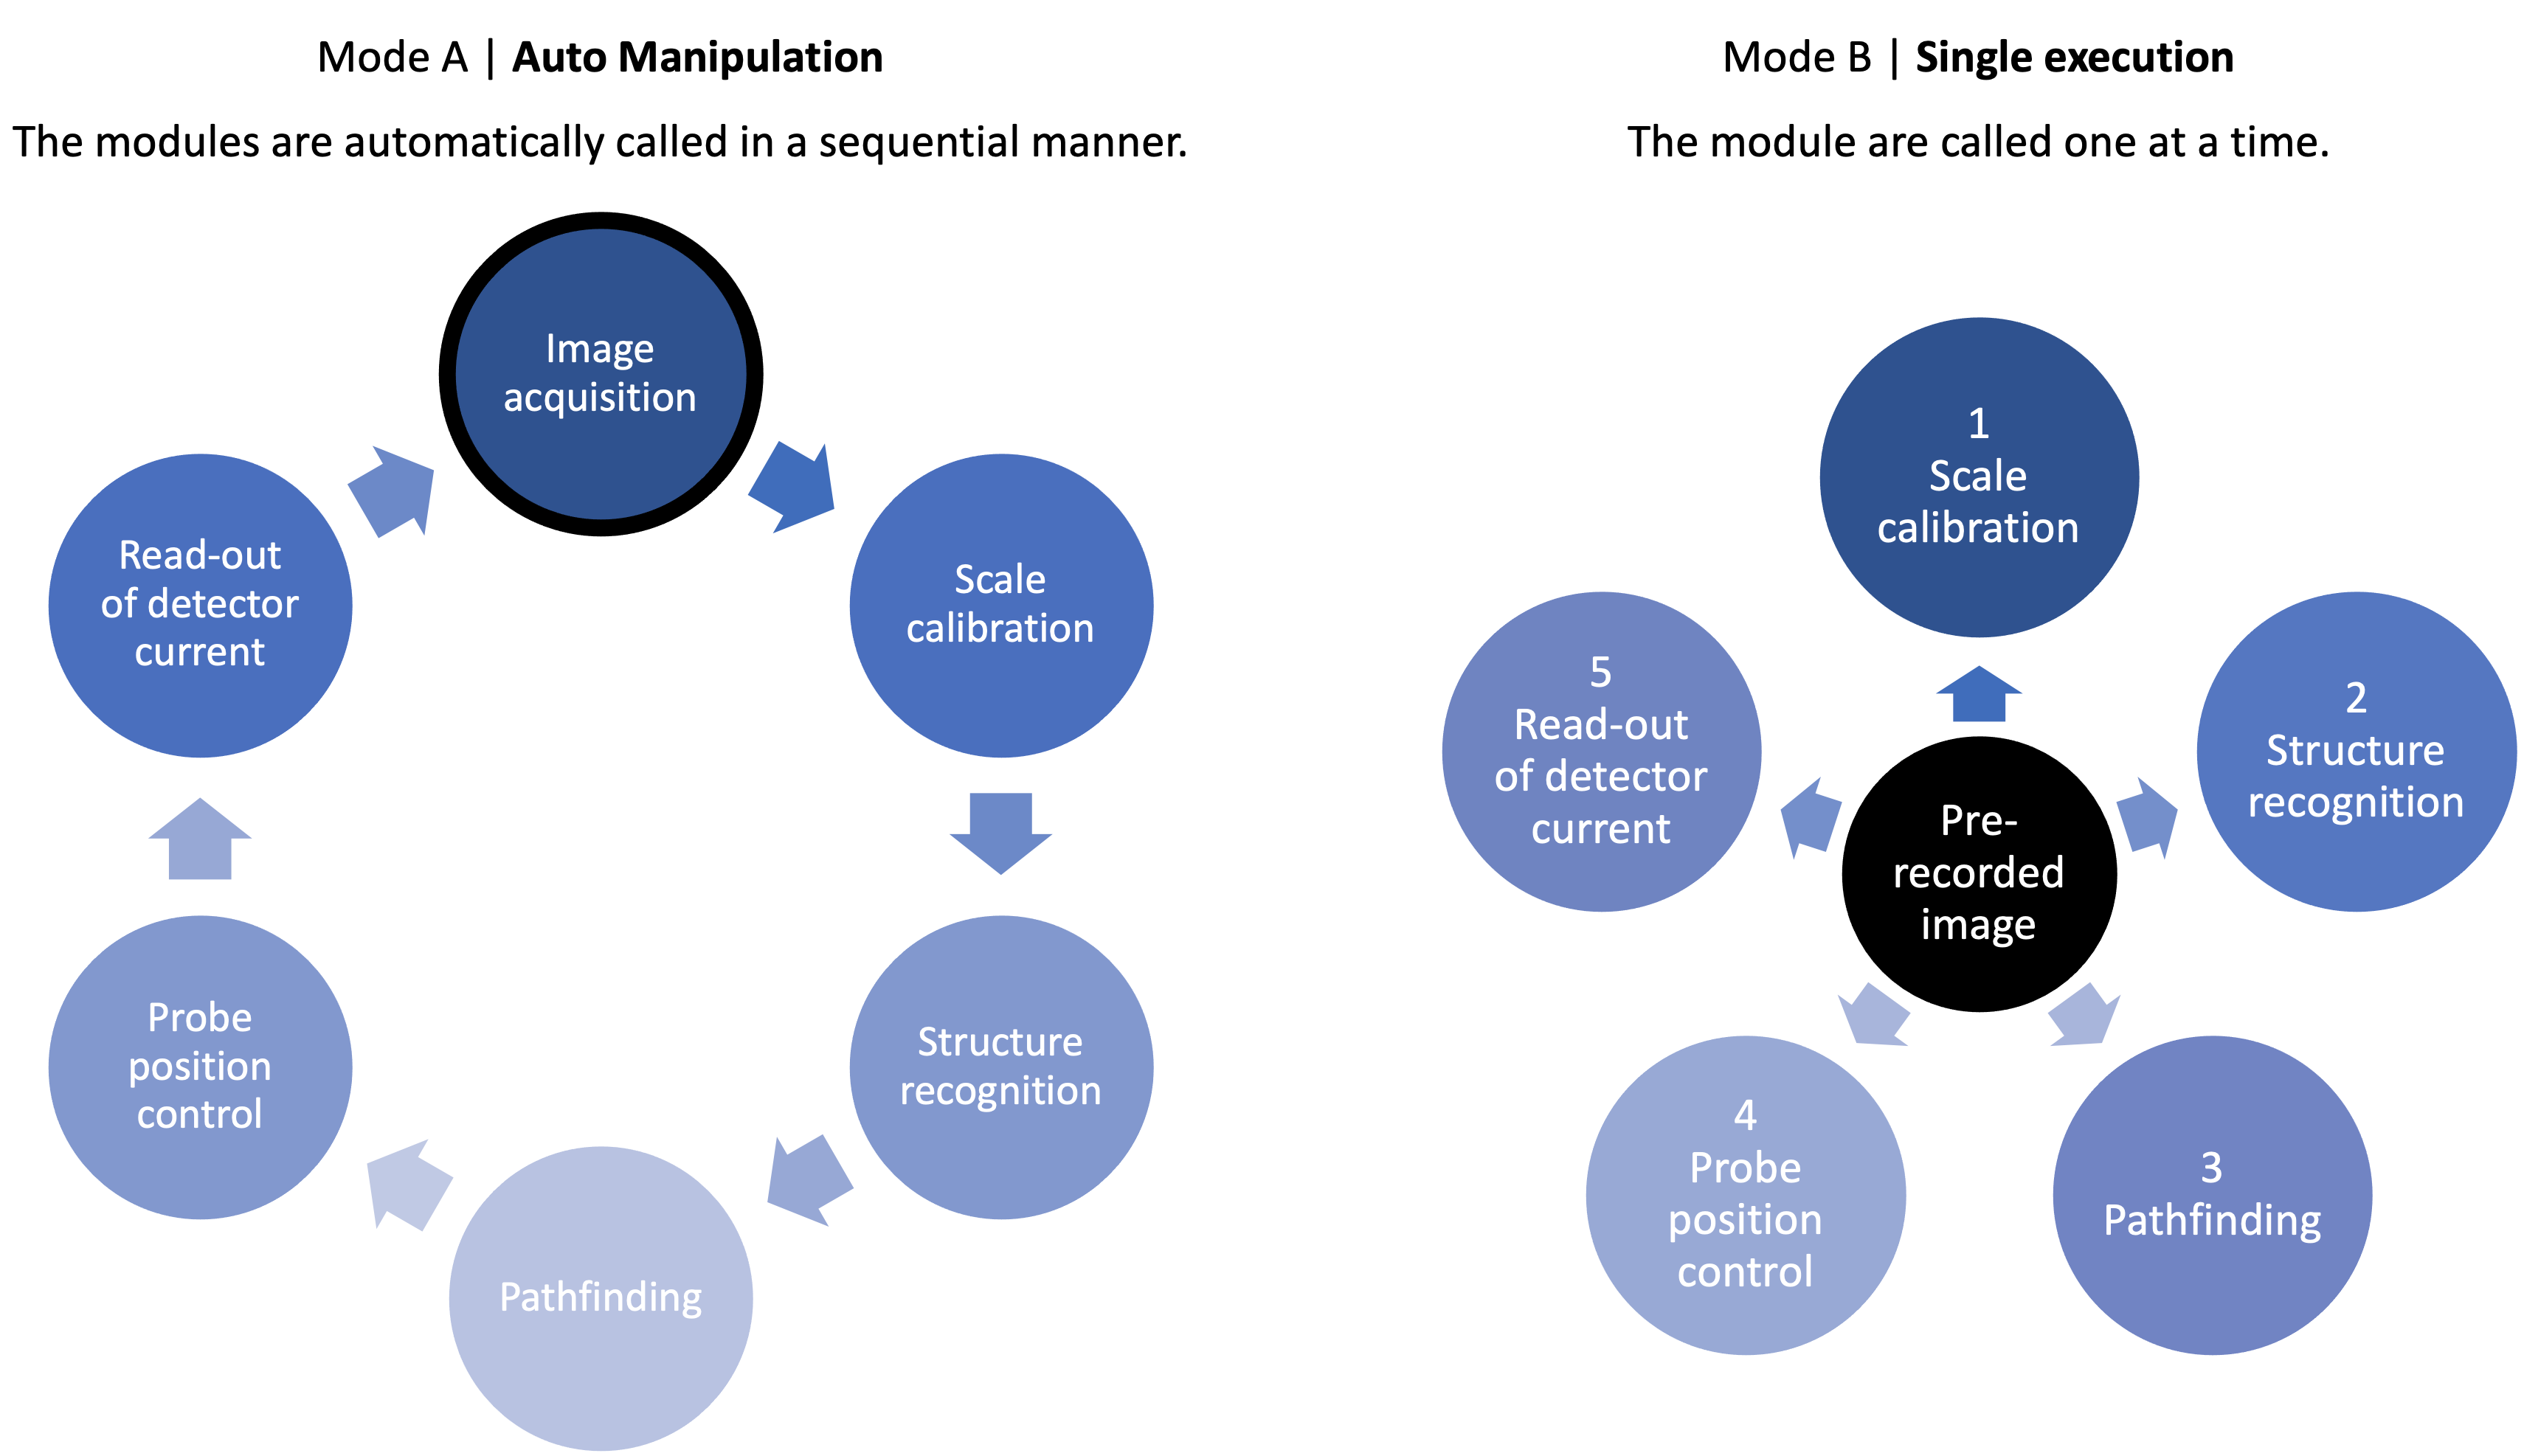 Mode A | Auto Manipulation
The modules are automatically called in a sequential manner.
Image
acquisition
Scale
calibration
Structure
recognition
Pathfinding
Probe
position
control
Read-out
of detector
current
Mode B | Single execution
The module are called one at a time.
1
Scale
calibration
2
Structure
recognition
3
Pathfinding
4
Probe
position
control
5
Read-out
of detector
current
Pre-
recorded
image